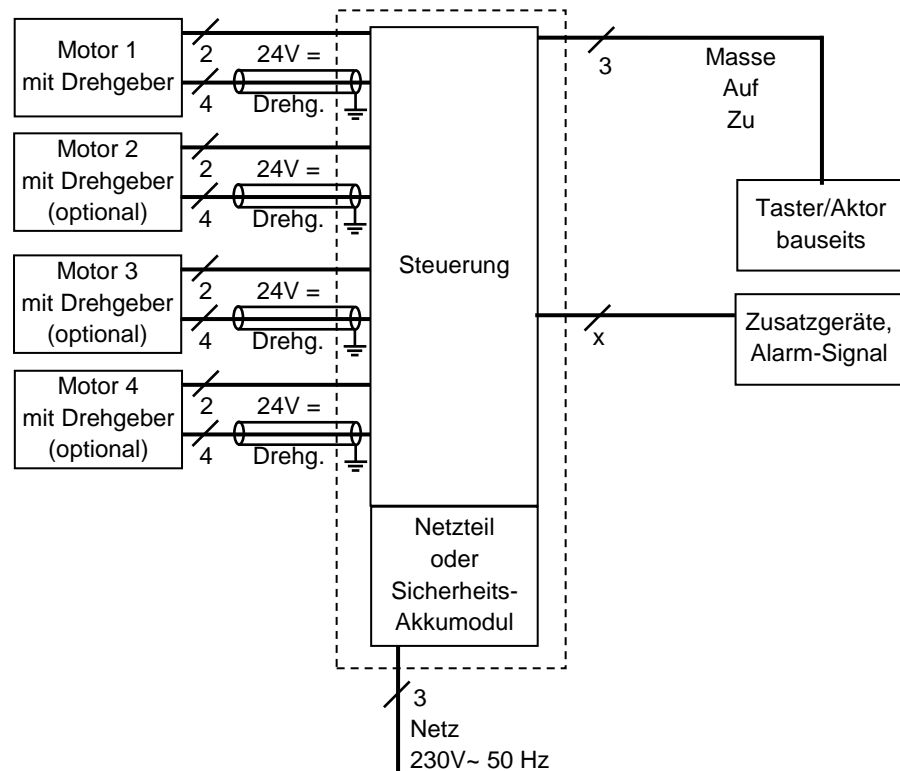 Motor 1
mit Drehgeber
2
24V =
4
Drehg.
Motor 2
mit Drehgeber
(optional)
2
24V =
4
Drehg.
Motor 3
mit Drehgeber
(optional)
2
24V =
4
Drehg.
Motor 4
mit Drehgeber
(optional)
2
24V =
4
Drehg.
Steuerung
Netzteil
oder
Sicherheits-
Akkumodul
3
Netz
230V~ 50 Hz
3
Masse
Auf
Zu
Taster/Aktor
bauseits
x
Zusatzgeräte,
Alarm-Signal